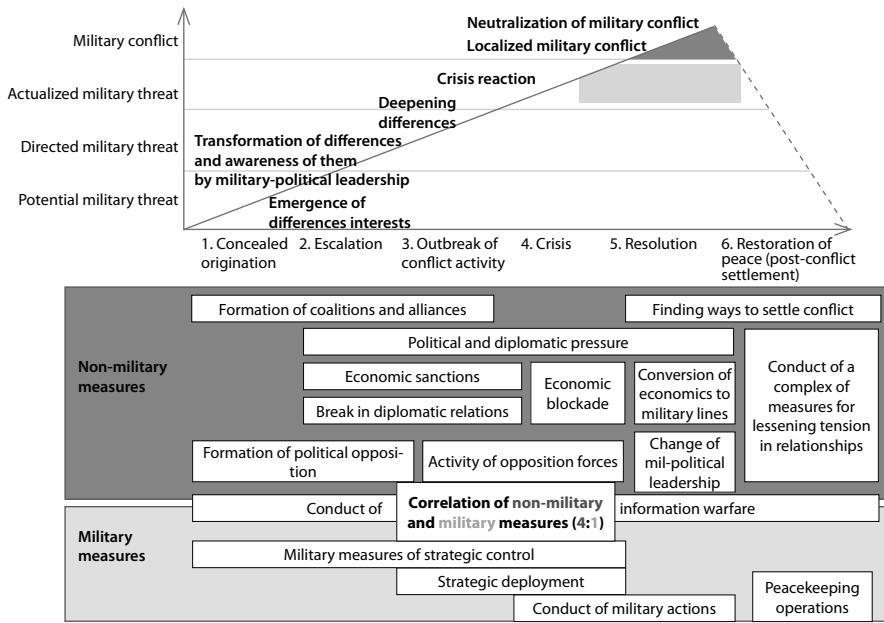 Neutralization of military conflict
Military conflict
Localized military conflict
Crisis reaction
Actualized military threat
Deepening
differences
Directed military threat
Transformation of differences
and awareness of them
by military-political leadership
Potential military threat
Emergence of
differences interests
1. Concealed
origination
2. Escalation
3. Outbreak of
conflict activity
4. Crisis
5. Resolution
6. Restoration of
peace (post-conflict
settlement)
Non-military
measures
Formation of coalitions and alliances
Finding ways to settle conflict
Political and diplomatic pressure
Economic sanctions
Break in diplomatic relations
Economic
blockade
Conversion of
economics to
military lines
Conduct of a
complex of
measures for
lessening tension
in relationships
Formation of political opposi-
tion
Activity of opposition forces
Change of
mil-political
leadership
Conduct of
Correlation of non-military
and military measures (4:1)
information warfare
Military
measures
Military measures of strategic control
Strategic deployment
Conduct of military actions
Peacekeeping
operations